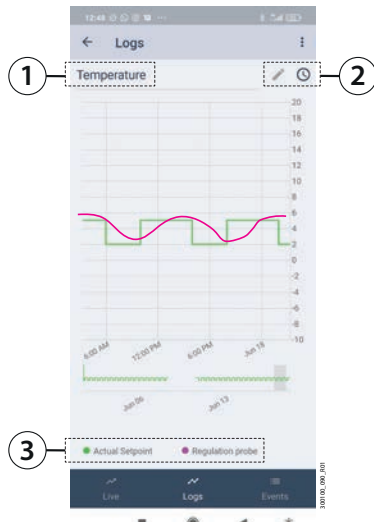 12:48
← Logs
1 Temperature 2
20
18
16
14
12
10
8
6
4
2
0
-2
-4
-6
-8
-10
6:00 AM 12:00 PM 6:00 PM Jun 18
Jun 06 Jun 13
3 Actual Setpoint Regulation probe
Live Logs Events
300100_090_R01